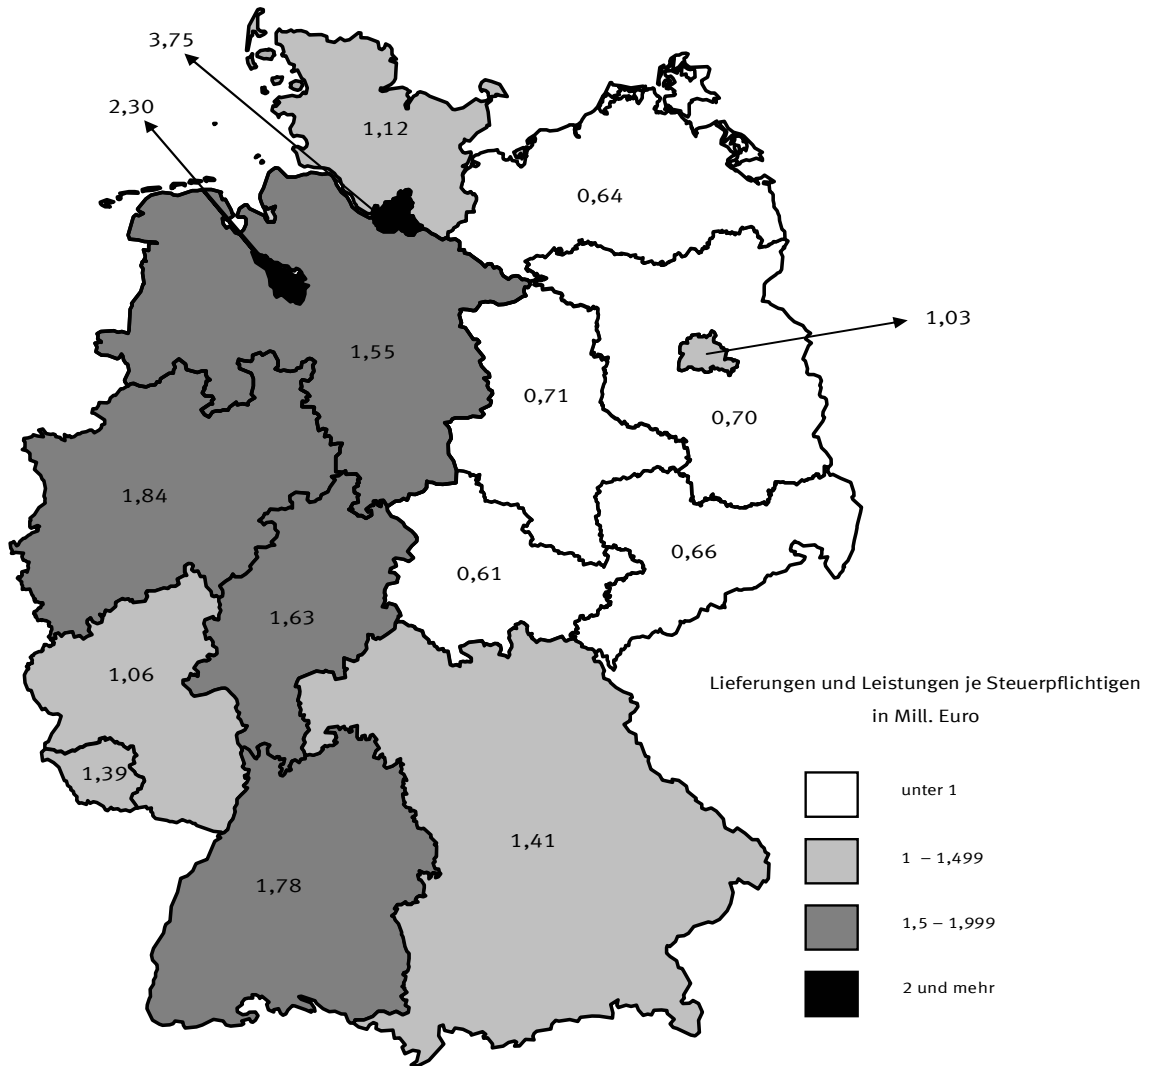 3,75
2,30
1,12
0,64
1,03
1,55
0,71
0,70
1,84
0,66
0,61
1,63
1,06
Lieferungen und Leistungen je Steuerpflichtigen
in Mill. Euro
1,39
unter 1
1,41
1 – 1,499
1,78
1,5 – 1,999
2 und mehr